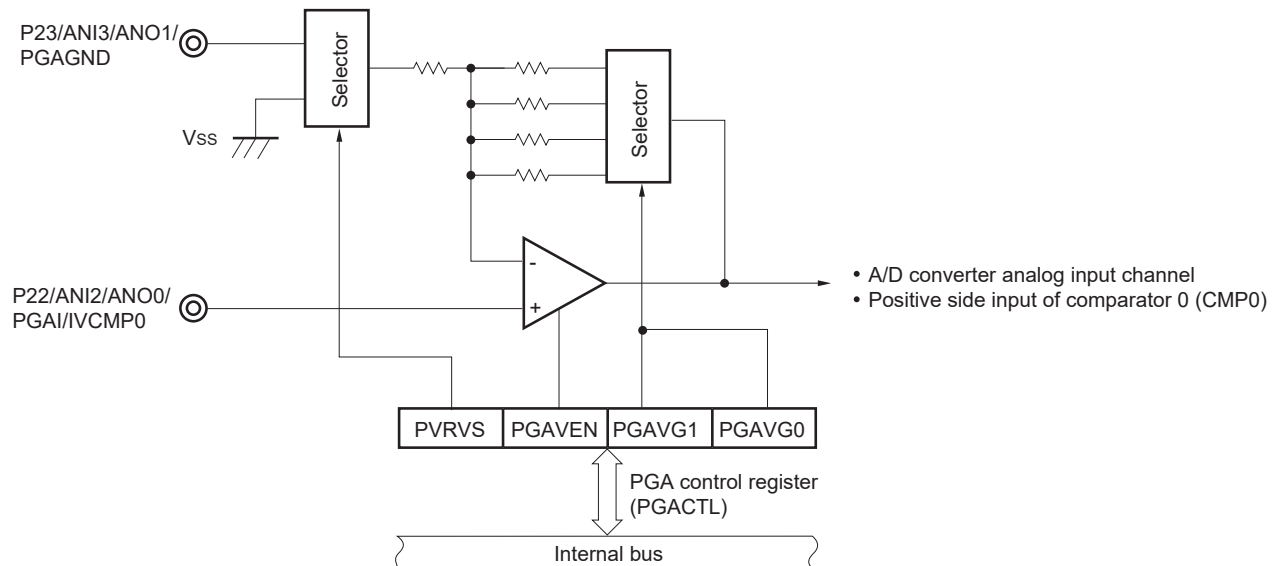 P23/ANI3/ANO1/
PGAGND
Selector
Selector
VSS
-
+
P22/ANI2/ANO0/
PGAI/IVCMP0
• A/D converter analog input channel
• Positive side input of comparator 0 (CMP0)
PVRVS PGAVEN PGAVG1 PGAVG0
PGA control register
(PGACTL)
Internal bus